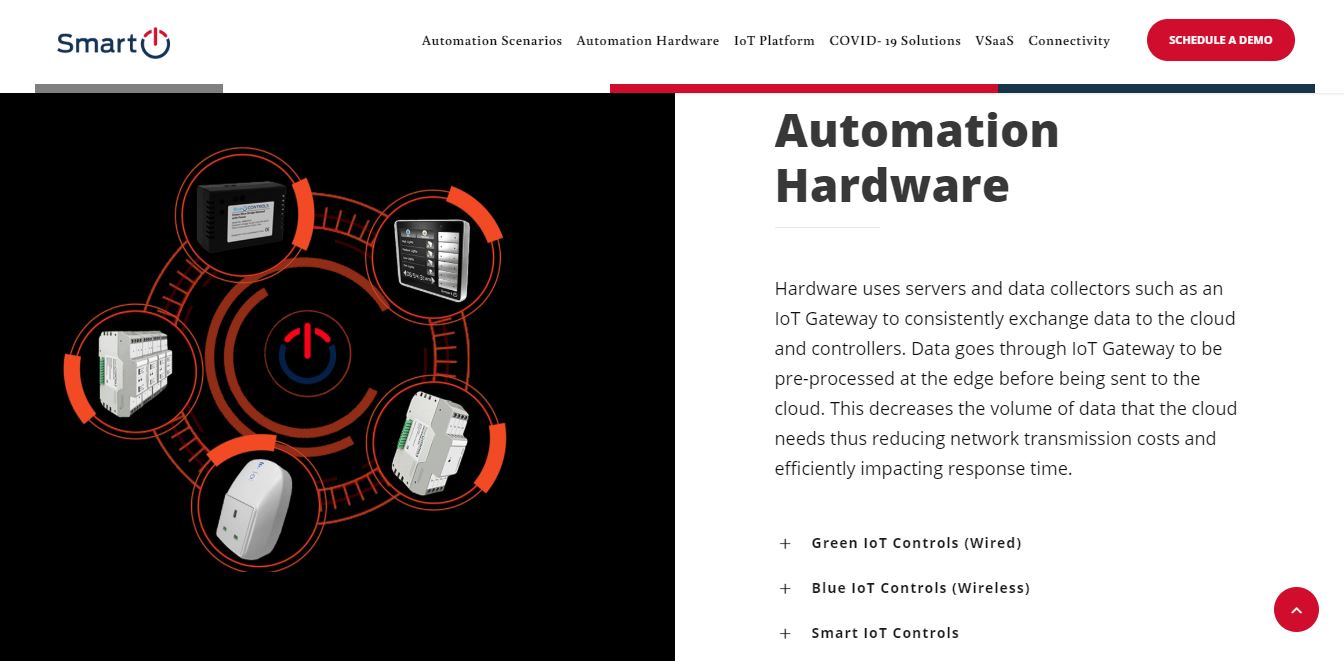 Smart
Automation Scenarios Automation Hardware IoT Platform COVID- 19 Solutions VSaaS Connectivity SCHEDULE A DEMO
Automation
Hardware
Hardware uses servers and data collectors such as an
IoT Gateway to consistently exchange data to the cloud
and controllers. Data goes through IoT Gateway to be
pre-processed at the edge before being sent to the
cloud. This decreases the volume of data that the cloud
needs thus reducing network transmission costs and
efficiently impacting response time.
+ Green IoT Controls (Wired)
+ Blue IoT Controls (Wireless)
+ Smart IoT Controls
CONTROLS